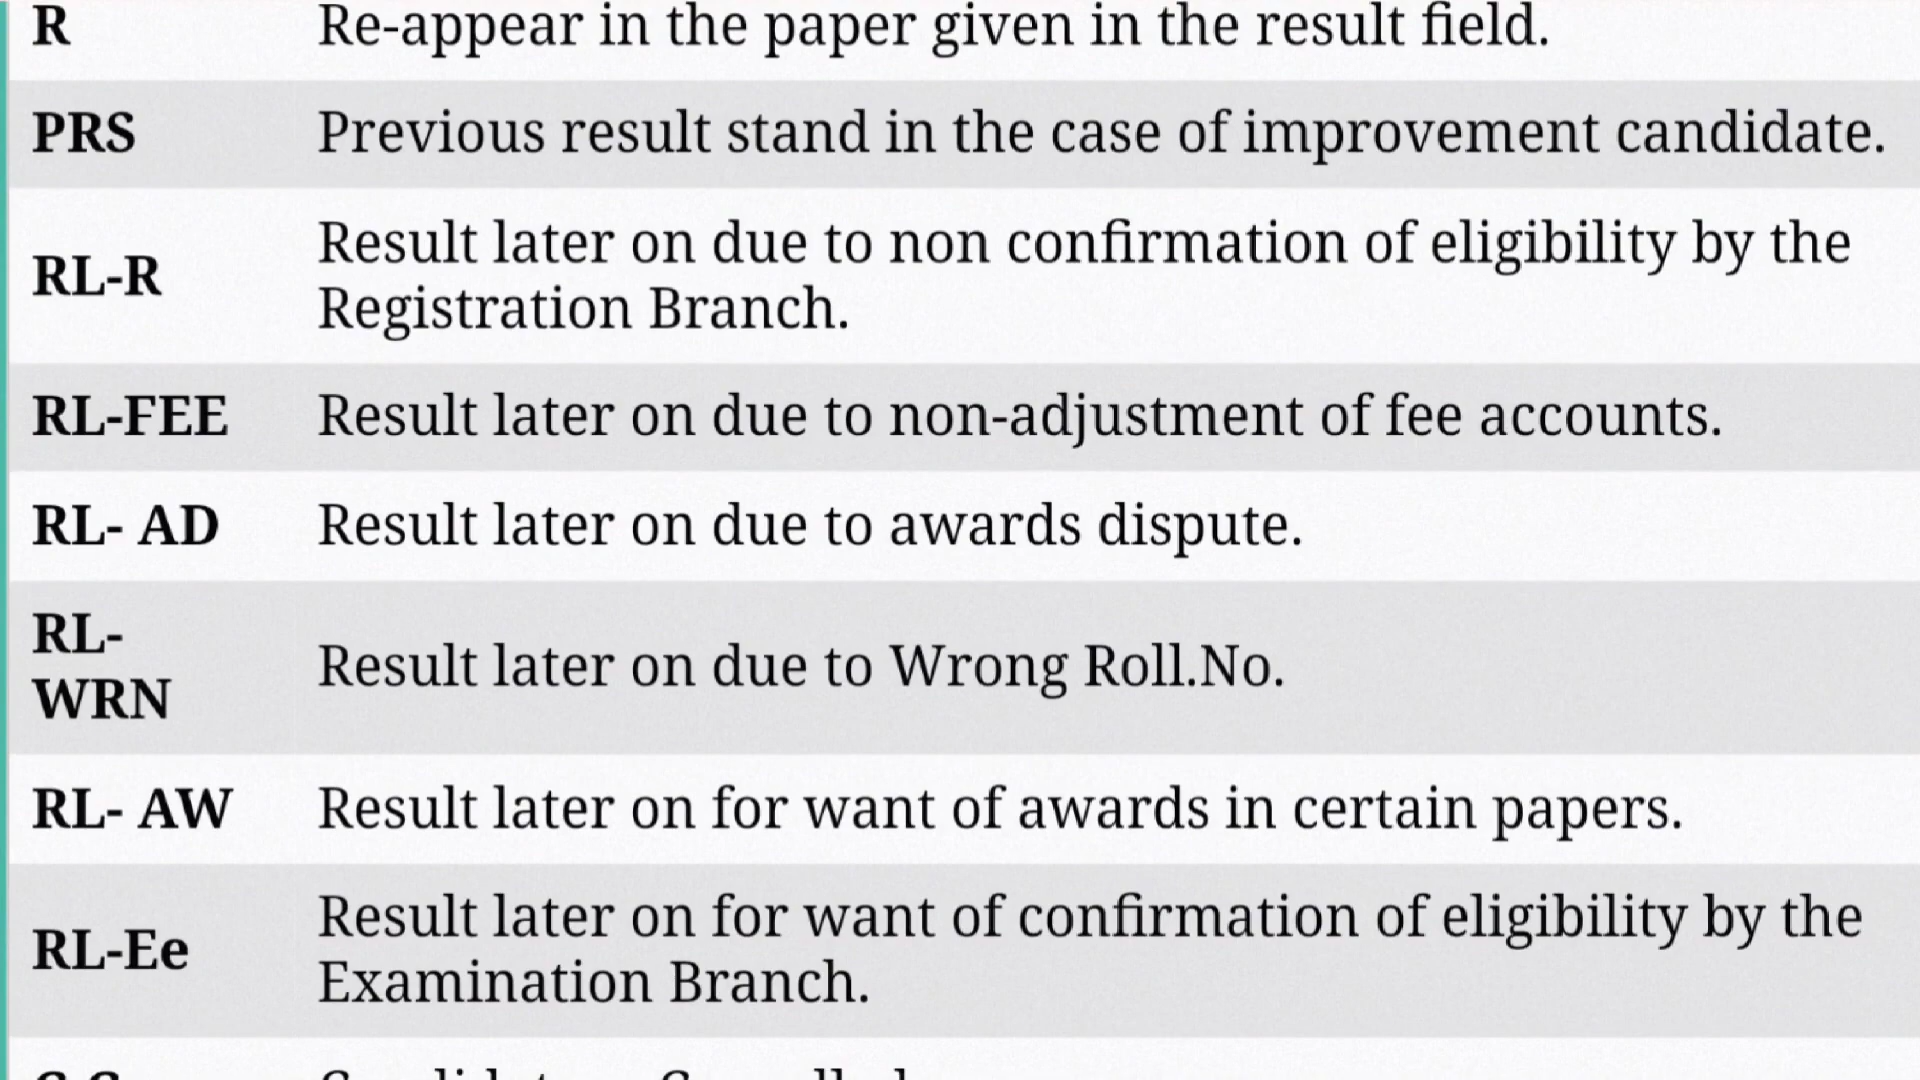 R Re-appear in the paper given in the result field.
PRS Previous result stand in the case of improvement candidate.
RL-R Result later on due to non confirmation of eligibility by the
Registration Branch.
RL-FEE Result later on due to non-adjustment of fee accounts.
RL- AD Result later on due to awards dispute.
RL-
WRN Result later on due to Wrong Roll.No.
RL- AW Result later on for want of awards in certain papers.
RL-Ee Result later on for want of confirmation of eligibility by the
Examination Branch.